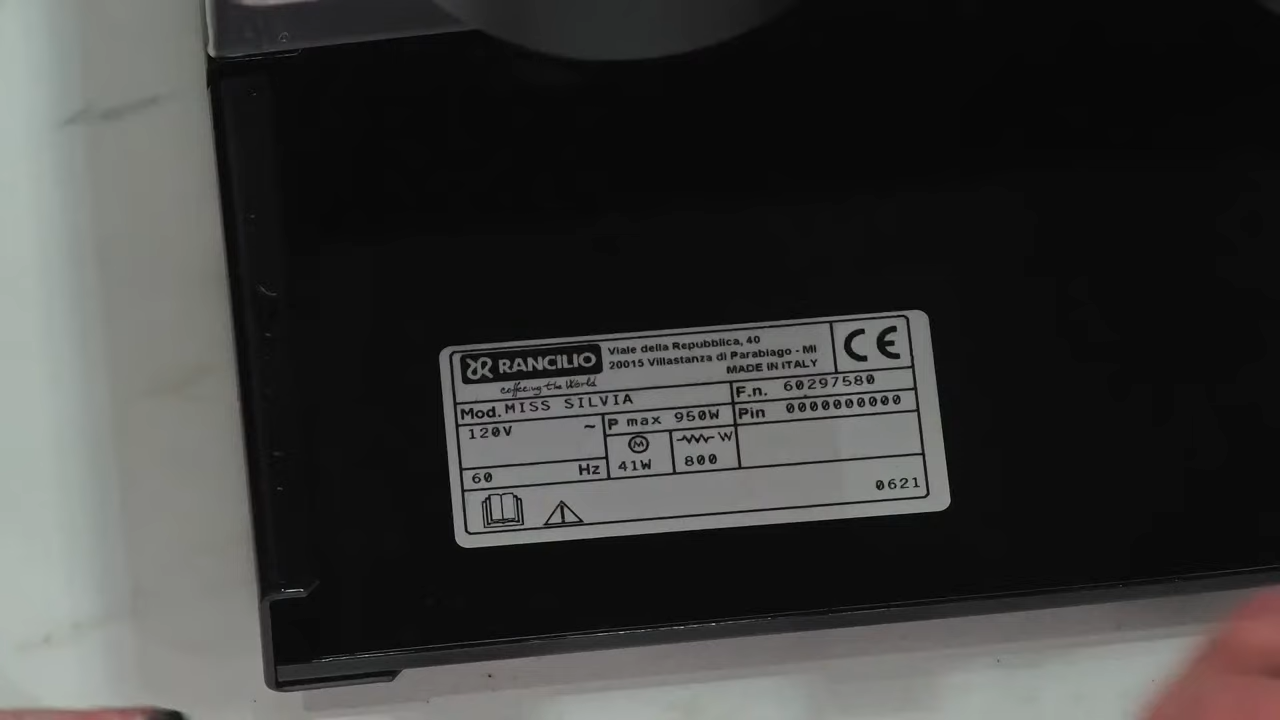 RANCILIO
coffeeing the World
Viale della Repubblica, 40
20015 Villastanza di Parabiago - MI
MADE IN ITALY
CE
Mod. MISS SILVIA
F.n. 60297580
120V ~
P max 950W
Pin 0000000000
M
W
60 Hz
41W
800
0621